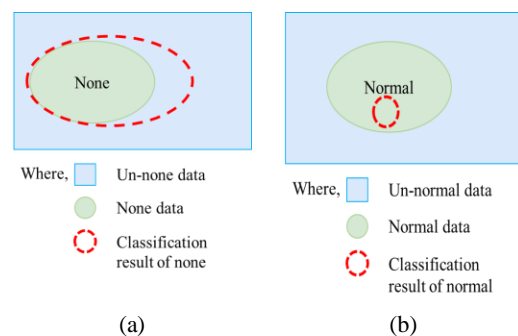 None
Where,
Un-none data
None data
Classification
result of none
(a)
Normal
Where,
Un-normal data
Normal data
Classification
result of normal
(b)